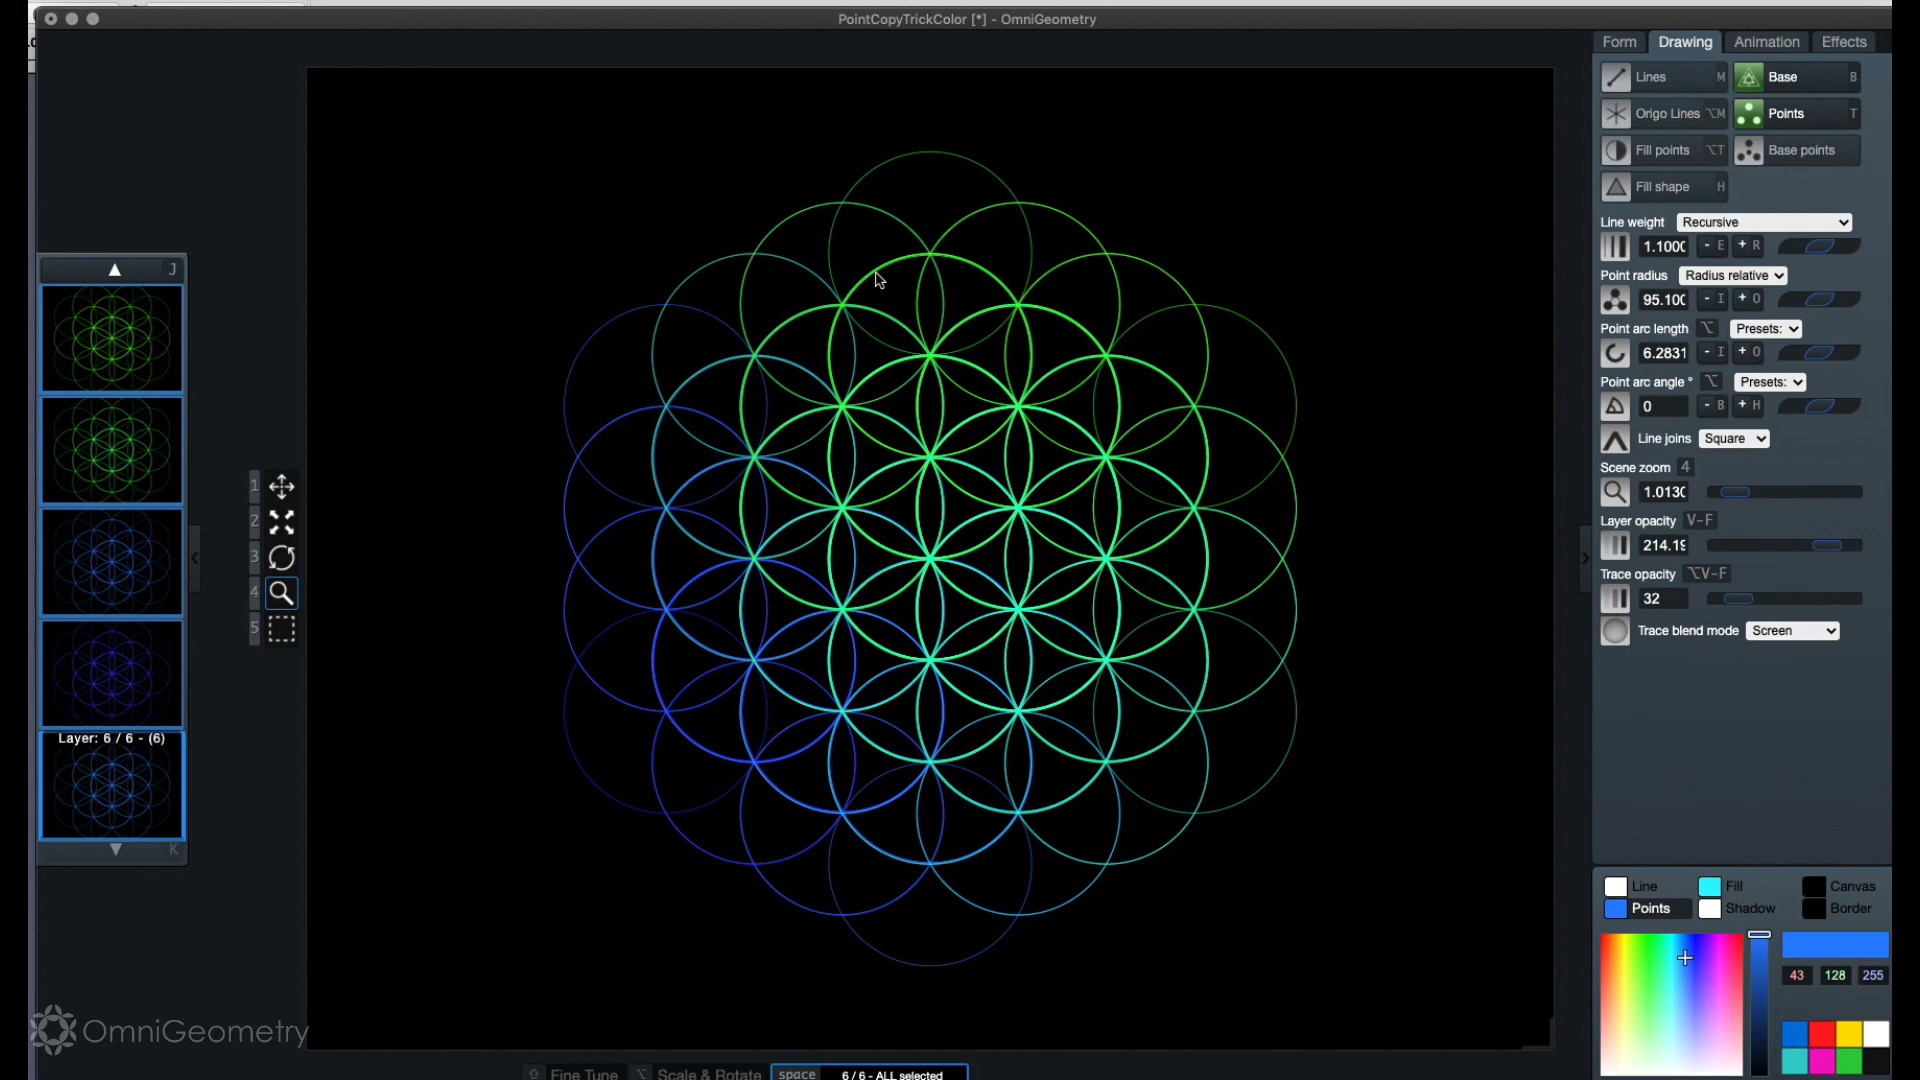 PointCopyTrickColor [*] - OmniGeometry
Form Drawing Animation Effects
Lines M Base B
Origo Lines ⌥M Points T
Fill points ⌥T Base points
Fill shape H
Line weight Recursive
1.1000 - E + R
Point radius Radius relative
95.100 - I + O
Point arc length ⌥ Presets:
6.2831 - I + O
Point arc angle ° ⌥ Presets:
0 - B + H
Line joins Square
Scene zoom 4
1.0130
Layer opacity V-F
214.19
Trace opacity ⌥V-F
32
Trace blend mode Screen
J
Layer: 6 / 6 - (6)
K
1
2
3
4
5
Line Fill Canvas
Points Shadow Border
43 128 255
OmniGeometry
⇧ Fine Tune ⌥ Scale & Rotate space 6 / 6 - ALL selected